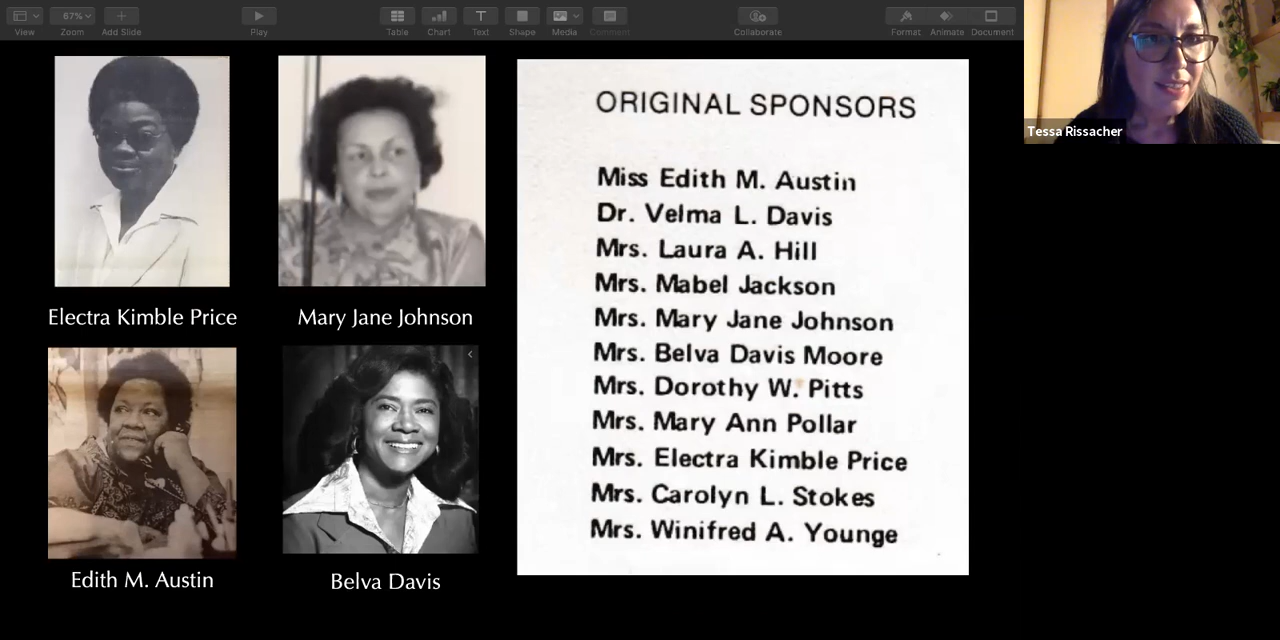 View
67%
Zoom
Add Slide
Play
Table
Chart
Text
Shape
Media
Comment
Collaborate
Format
Animate
Document
Tessa Rissacher
Electra Kimble Price
Mary Jane Johnson
Edith M. Austin
Belva Davis
ORIGINAL SPONSORS
Miss Edith M. Austin
Dr. Velma L. Davis
Mrs. Laura A. Hill
Mrs. Mabel Jackson
Mrs. Mary Jane Johnson
Mrs. Belva Davis Moore
Mrs. Dorothy W. Pitts
Mrs. Mary Ann Pollar
Mrs. Electra Kimble Price
Mrs. Carolyn L. Stokes
Mrs. Winifred A. Younge